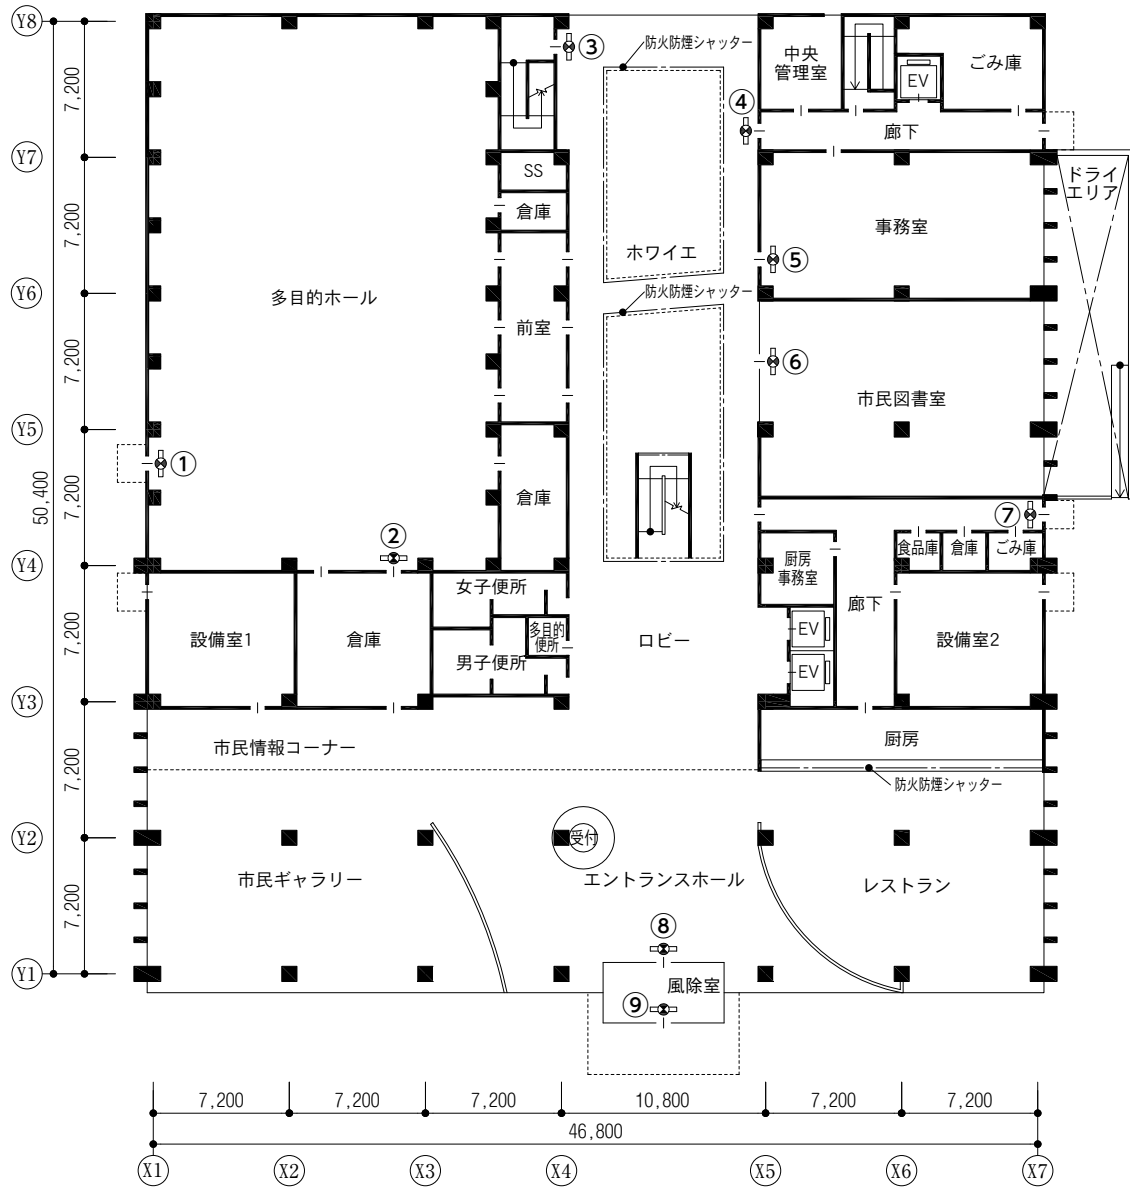 Y8
③
防火防煙シャッター
中央
管理室
EV
ごみ庫
7,200
④
廊下
Y7
SS
ドライ
エリア
倉庫
7,200
事務室
ホワイエ
⑤
Y6
多目的ホール
防火防煙シャッター
前室
7,200
⑥
市民図書室
Y5
①
50,400
7,200
倉庫
②
⑦
食品庫
倉庫
ごみ庫
Y4
厨房
事務室
女子便所
廊下
設備室1
倉庫
多目的
便所
ロビー
EV
設備室2
7,200
男子便所
EV
Y3
市民情報コーナー
厨房
7,200
防火防煙シャッター
Y2
受付
市民ギャラリー
エントランスホール
レストラン
7,200
⑧
Y1
風除室
⑨
7,200
7,200
7,200
10,800
7,200
7,200
46,800
X1
X2
X3
X4
X5
X6
X7